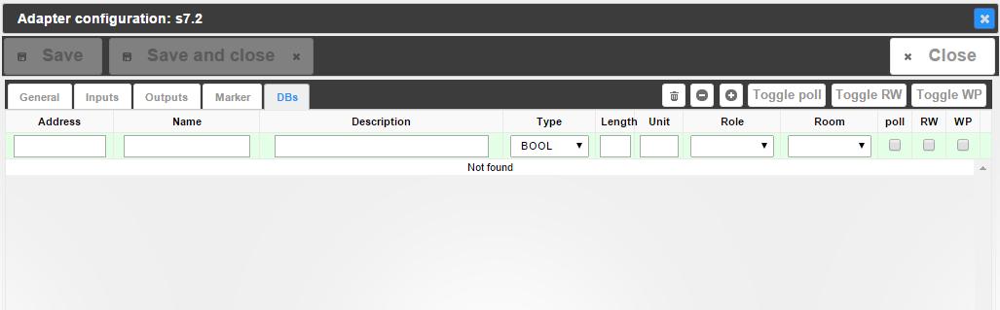 Adapter configuration: s7.2
Save Save and close Close
General Inputs Outputs Marker DBs Toggle poll Toggle RW Toggle WP
Address Name Description Type Length Unit Role Room poll RW WP
BOOL
Not found